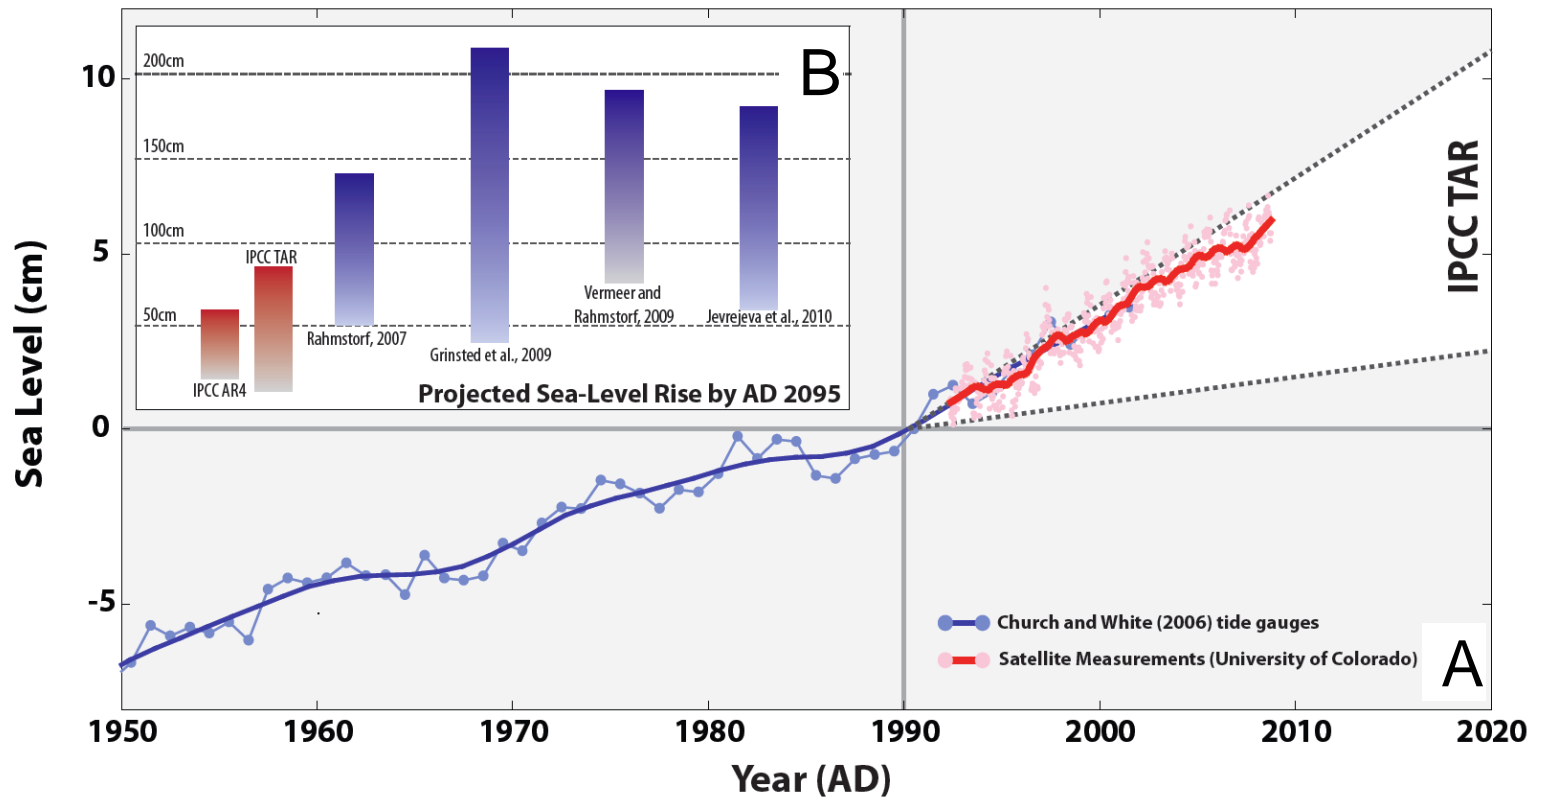 200cm
B
150cm
100cm
IPCC TAR
50cm
IPCC AR4
Rahmstorf, 2007
Grinsted et al., 2009
Vermeer and
Rahmstorf, 2009
Jevrejeva et al., 2010
Projected Sea-Level Rise by AD 2095
IPCC TAR
Sea Level (cm)
10
5
0
-5
Church and White (2006) tide gauges
Satellite Measurements (University of Colorado)
A
1950
1960
1970
1980
1990
2000
2010
2020
Year (AD)